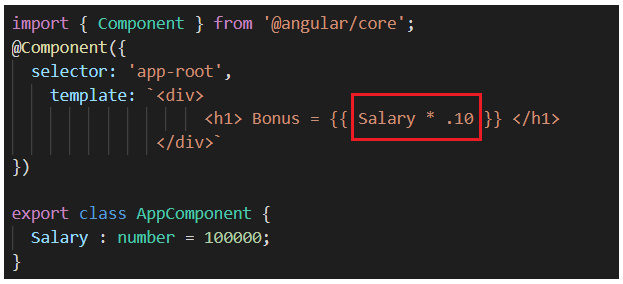 import { Component } from '@angular/core';
@Component({
selector: 'app-root',
template: `<div>
<h1> Bonus = {{ Salary * .10 }} </h1>
</div>`
})
export class AppComponent {
Salary : number = 100000;
}